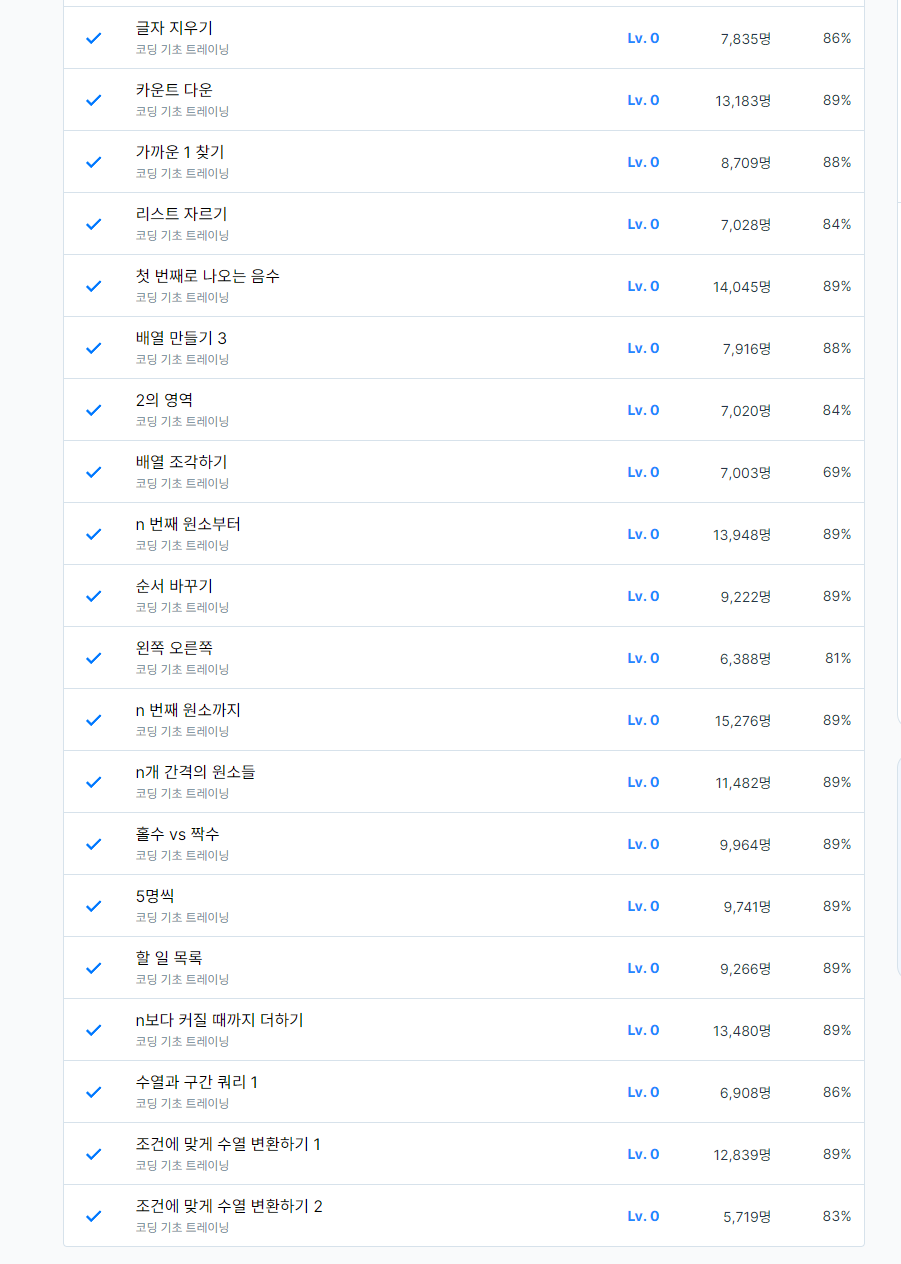 글자 지우기
코딩 기초 트레이닝
Lv. 0 7,835명 86%
카운트 다운
코딩 기초 트레이닝
Lv. 0 13,183명 89%
가까운 1 찾기
코딩 기초 트레이닝
Lv. 0 8,709명 88%
리스트 자르기
코딩 기초 트레이닝
Lv. 0 7,028명 84%
첫 번째로 나오는 음수
코딩 기초 트레이닝
Lv. 0 14,045명 89%
배열 만들기 3
코딩 기초 트레이닝
Lv. 0 7,916명 88%
2의 영역
코딩 기초 트레이닝
Lv. 0 7,020명 84%
배열 조각하기
코딩 기초 트레이닝
Lv. 0 7,003명 69%
n 번째 원소부터
코딩 기초 트레이닝
Lv. 0 13,948명 89%
순서 바꾸기
코딩 기초 트레이닝
Lv. 0 9,222명 89%
왼쪽 오른쪽
코딩 기초 트레이닝
Lv. 0 6,388명 81%
n 번째 원소까지
코딩 기초 트레이닝
Lv. 0 15,276명 89%
n개 간격의 원소들
코딩 기초 트레이닝
Lv. 0 11,482명 89%
홀수 vs 짝수
코딩 기초 트레이닝
Lv. 0 9,964명 89%
5명씩
코딩 기초 트레이닝
Lv. 0 9,741명 89%
할 일 목록
코딩 기초 트레이닝
Lv. 0 9,266명 89%
n보다 커질 때까지 더하기
코딩 기초 트레이닝
Lv. 0 13,480명 89%
수열과 구간 쿼리 1
코딩 기초 트레이닝
Lv. 0 6,908명 86%
조건에 맞게 수열 변환하기 1
코딩 기초 트레이닝
Lv. 0 12,839명 89%
조건에 맞게 수열 변환하기 2
코딩 기초 트레이닝
Lv. 0 5,719명 83%